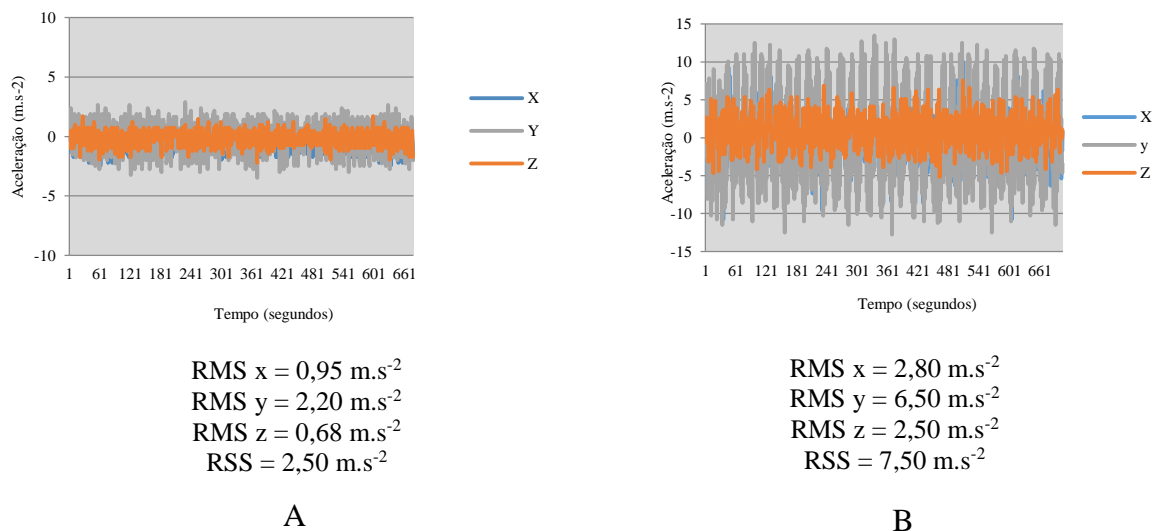 10
5
0
-5
-10
Aceleração (m.s-2)
1 61 121 181 241 301 361 421 481 541 601 661
Tempo (segundos)
X
Y
Z
RMS x = 0,95 m.s-2
RMS y = 2,20 m.s-2
RMS z = 0,68 m.s-2
RSS = 2,50 m.s-2
A
15
10
5
0
-5
-10
-15
Aceleração (m.s-2)
1 61 121 181 241 301 361 421 481 541 601 661
Tempo (segundos)
X
y
Z
RMS x = 2,80 m.s-2
RMS y = 6,50 m.s-2
RMS z = 2,50 m.s-2
RSS = 7,50 m.s-2
B